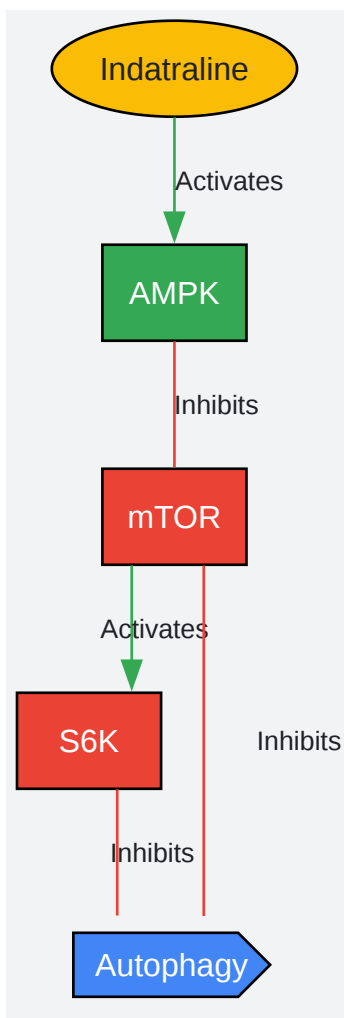 Indatraline
Activates
AMPK
Inhibits
mTOR
Activates
S6K
Inhibits
Inhibits
Autophagy